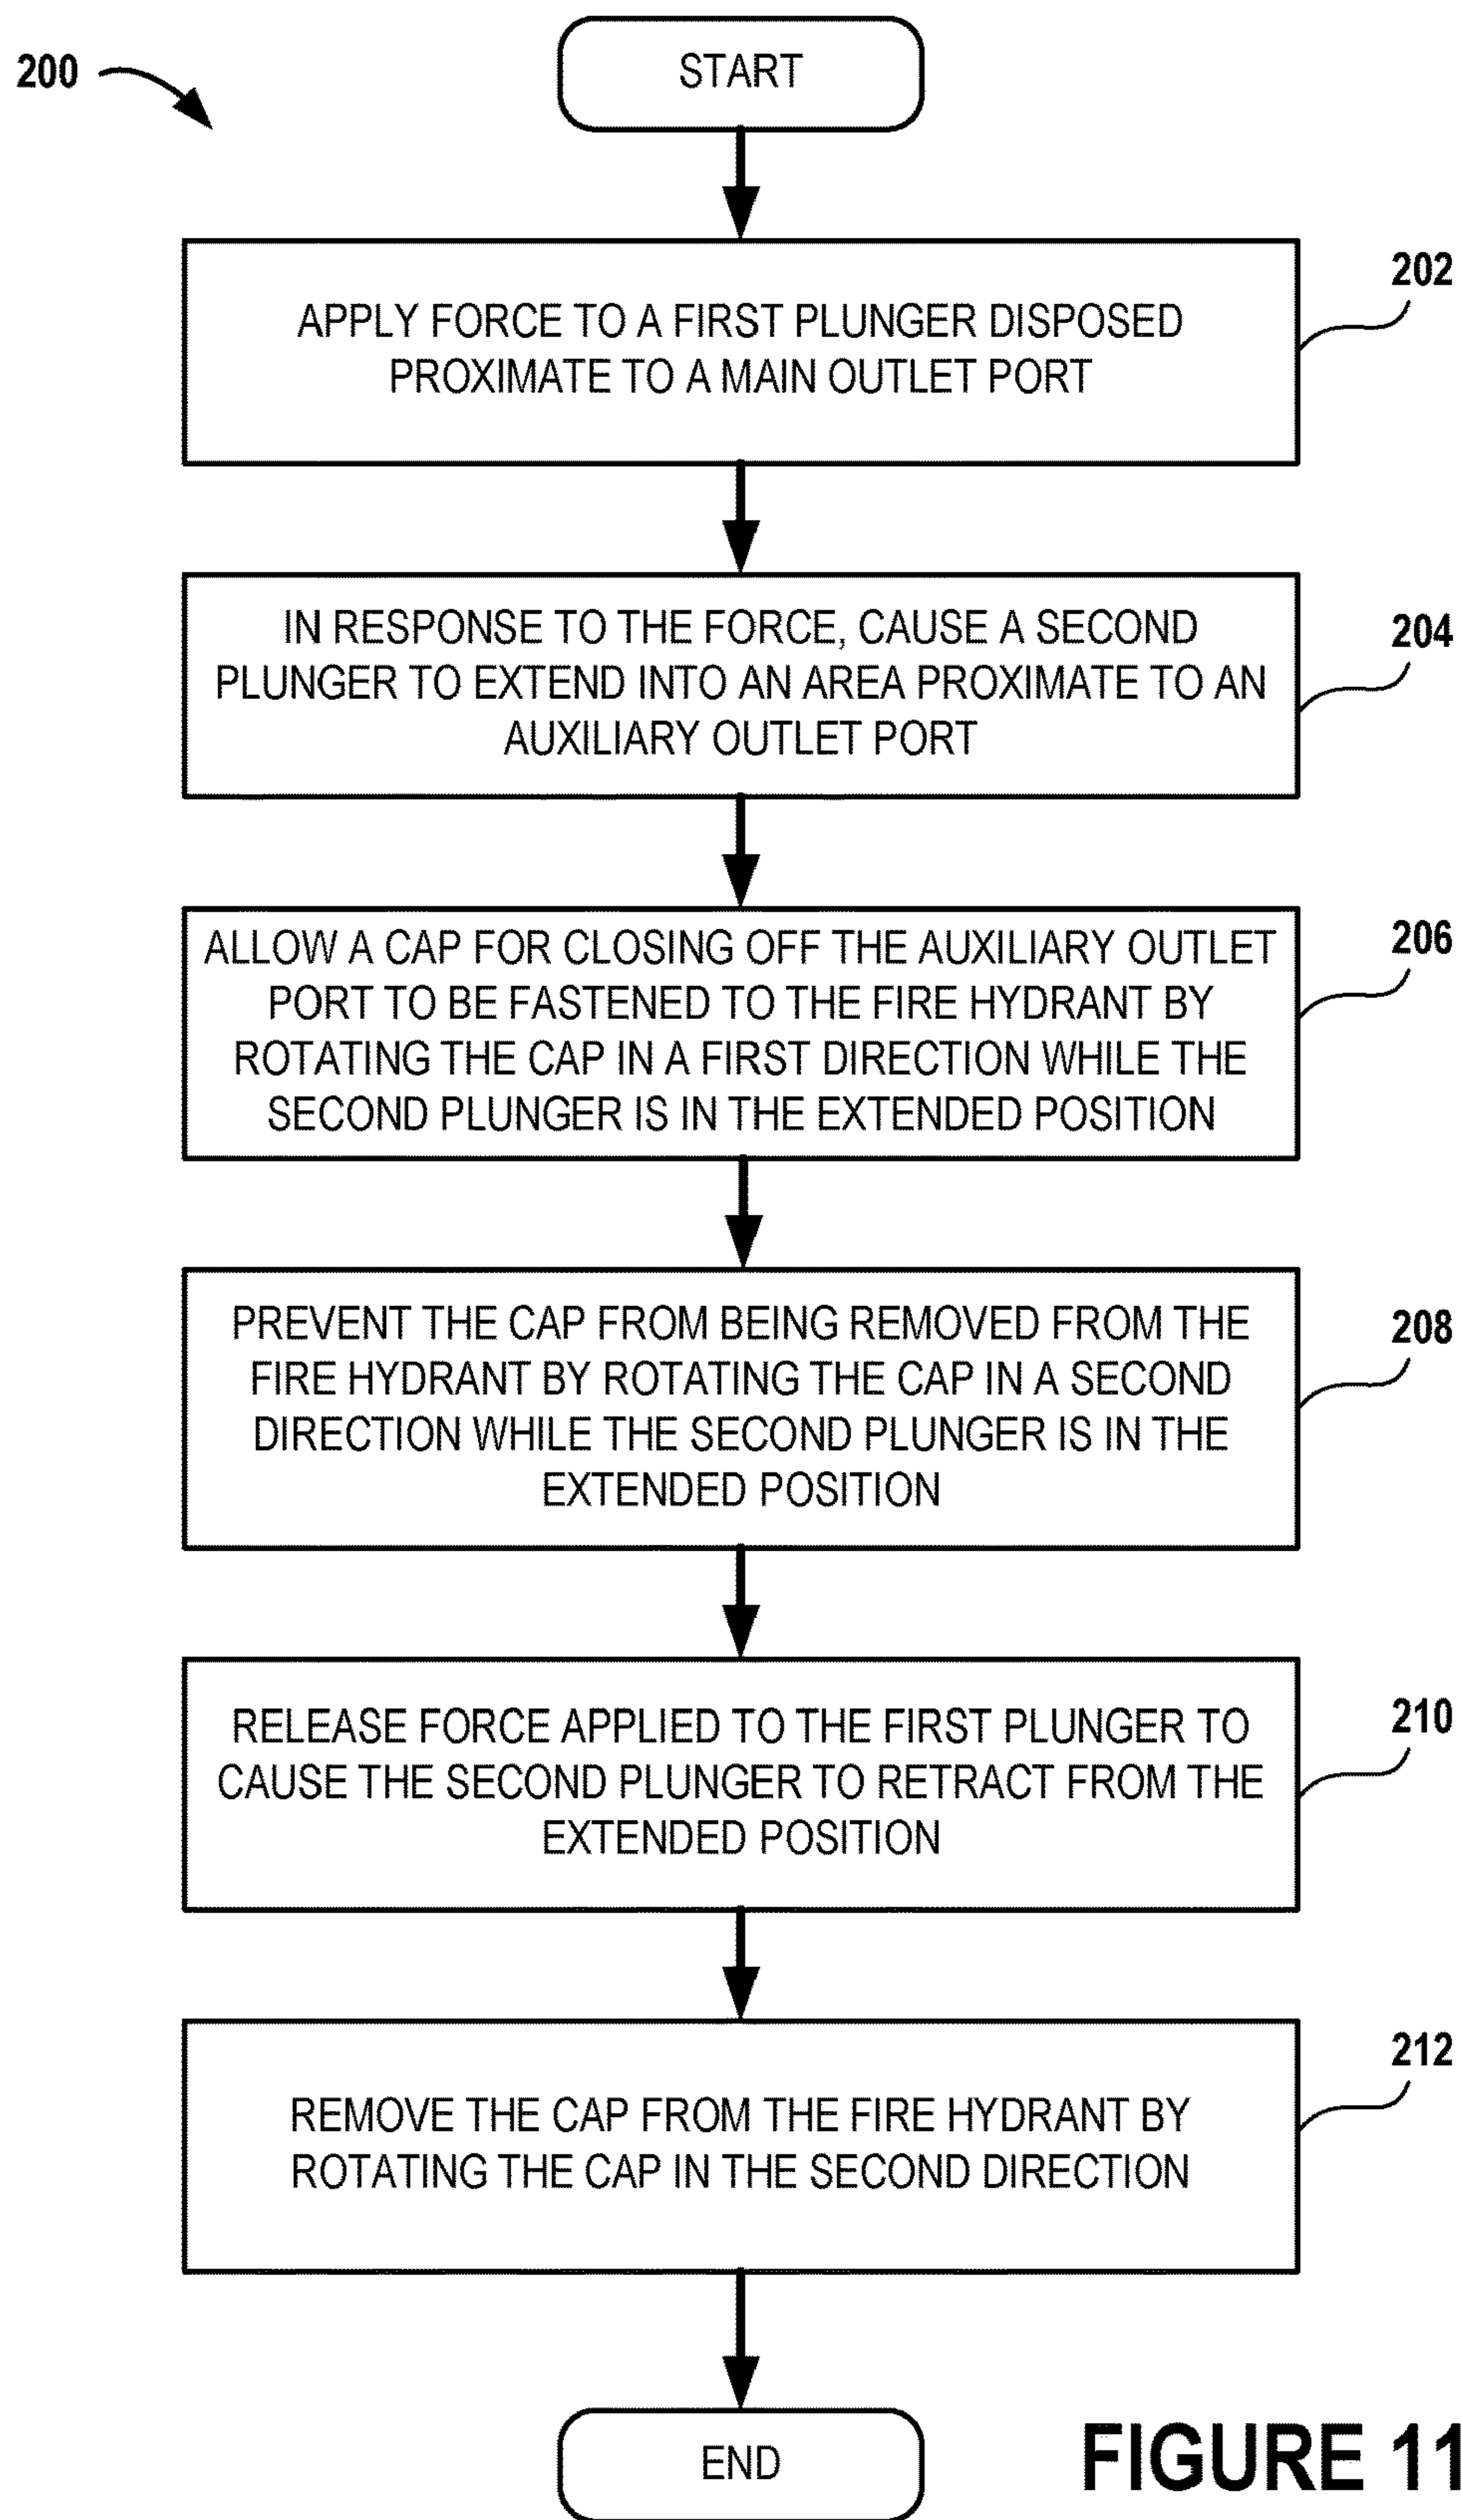 200
START
202
APPLY FORCE TO A FIRST PLUNGER DISPOSED
PROXIMATE TO A MAIN OUTLET PORT
204
IN RESPONSE TO THE FORCE, CAUSE A SECOND
PLUNGER TO EXTEND INTO AN AREA PROXIMATE TO AN
AUXILIARY OUTLET PORT
206
ALLOW A CAP FOR CLOSING OFF THE AUXILIARY OUTLET
PORT TO BE FASTENED TO THE FIRE HYDRANT BY
ROTATING THE CAP IN A FIRST DIRECTION WHILE THE
SECOND PLUNGER IS IN THE EXTENDED POSITION
208
PREVENT THE CAP FROM BEING REMOVED FROM THE
FIRE HYDRANT BY ROTATING THE CAP IN A SECOND
DIRECTION WHILE THE SECOND PLUNGER IS IN THE
EXTENDED POSITION
210
RELEASE FORCE APPLIED TO THE FIRST PLUNGER TO
CAUSE THE SECOND PLUNGER TO RETRACT FROM THE
EXTENDED POSITION
212
REMOVE THE CAP FROM THE FIRE HYDRANT BY
ROTATING THE CAP IN THE SECOND DIRECTION
END
FIGURE 11